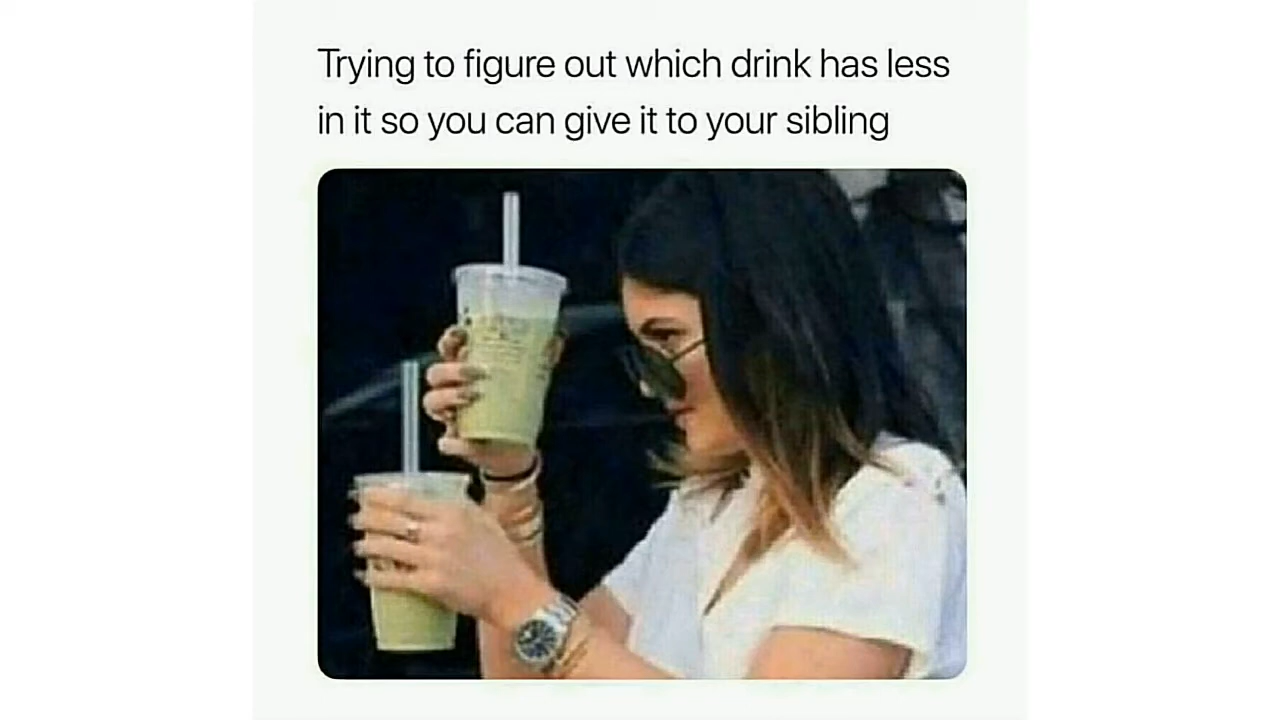 Trying to figure out which drink has less
in it so you can give it to your sibling